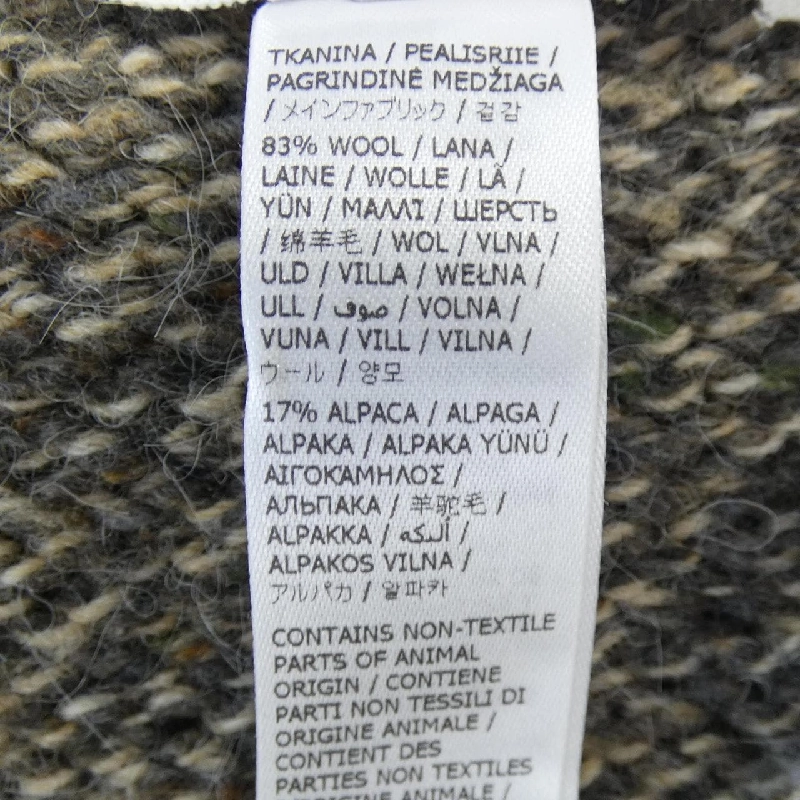 TKANINA / PEALISRIIE /
PAGRINDINĖ MEDŽIAGA
/ メインファブリック / 겉감
83% WOOL / LANA /
LAINE / WOLLE / LÃ /
YÜN / ΜΑΛΛΙ / ШЕРСТЬ
/ 绵羊毛 / WOL / VLNA /
ULD / VILLA / WEŁNA /
ULL / صوف / VOLNA /
VUNA / VILL / VILNA /
ウール / 양모
17% ALPACA / ALPAGA /
ALPAKA / ALPAKA YÜNÜ /
ΑΙΓΟΚΆΜΗΛΟΣ /
АЛЬПАКА / 羊驼毛 /
ALPAKKA / ألبكه /
ALPAKOS VILNA /
アルパカ / 알파카
CONTAINS NON-TEXTILE
PARTS OF ANIMAL
ORIGIN / CONTIENE
PARTI NON TESSILI DI
ORIGINE ANIMALE /
CONTIENT DES
PARTIES NON TEXTILES
D'ORIGINE ANIMALE /